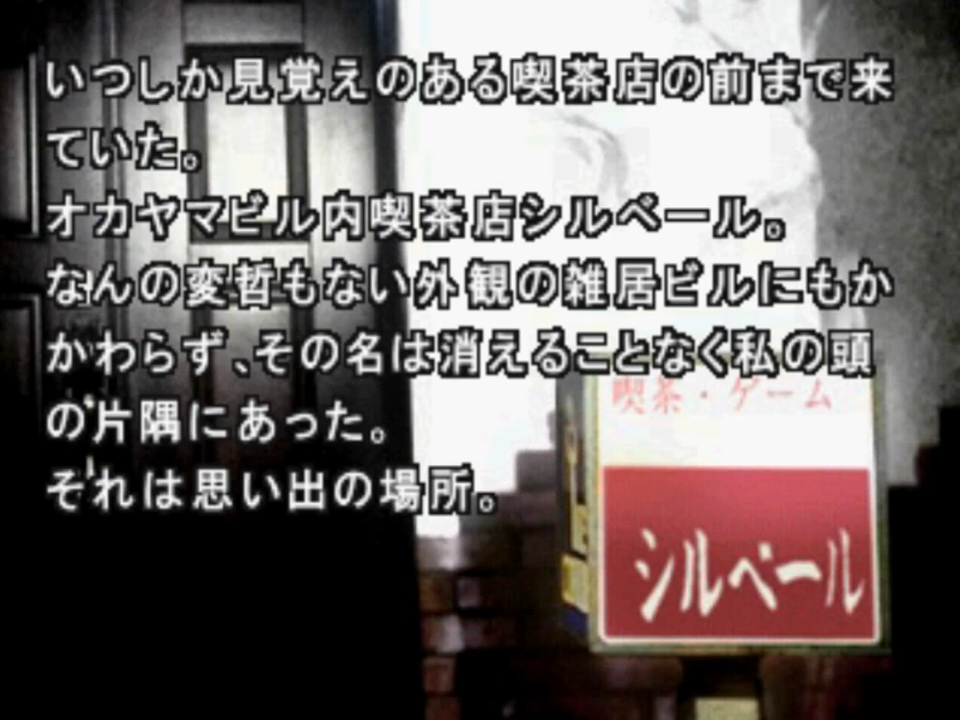 いつしか見覚えのある喫茶店の前まで来
ていた。
オカヤマビル内喫茶店シルベール。
なんの変哲もない外観の雑居ビルにもか
かわらず、その名は消えることなく私の頭
の片隅にあった。
それは思い出の場所。
喫茶・ゲーム
シルベール